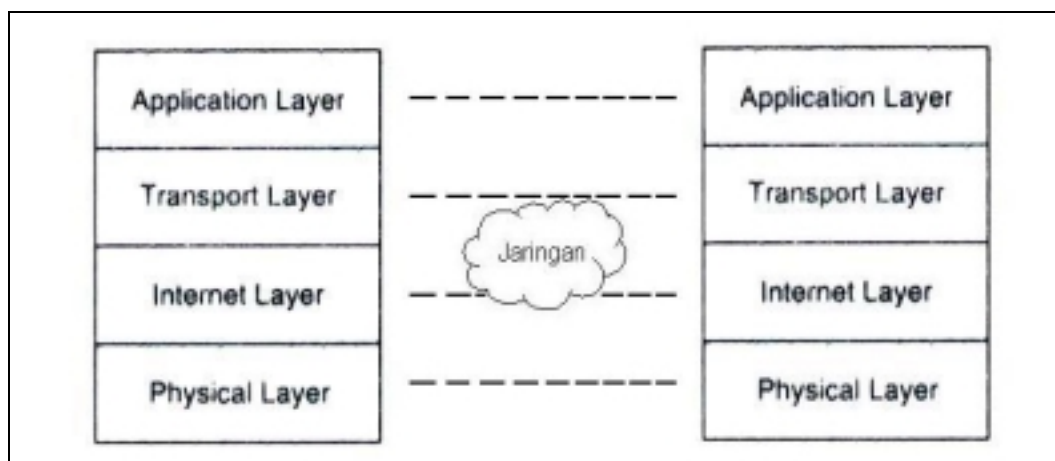 Application Layer
Transport Layer
Internet Layer
Physical Layer
Jaringan
Application Layer
Transport Layer
Internet Layer
Physical Layer